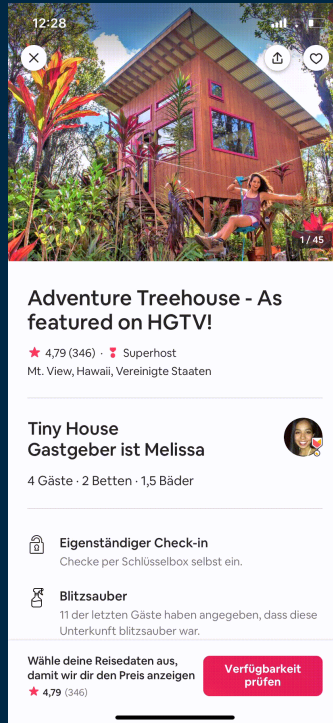 12:28
1 / 45
Adventure Treehouse - As
featured on HGTV!
4,79 (346) · Superhost
Mt. View, Hawaii, Vereinigte Staaten
Tiny House
Gastgeber ist Melissa
4 Gäste · 2 Betten · 1,5 Bäder
Eigenständiger Check-in
Checke per Schlüsselbox selbst ein.
Blitzsauber
11 der letzten Gäste haben angegeben, dass diese
Unterkunft blitzsauber war.
Wähle deine Reisedaten aus,
damit wir dir den Preis anzeigen
4,79 (346)
Verfügbarkeit
prüfen